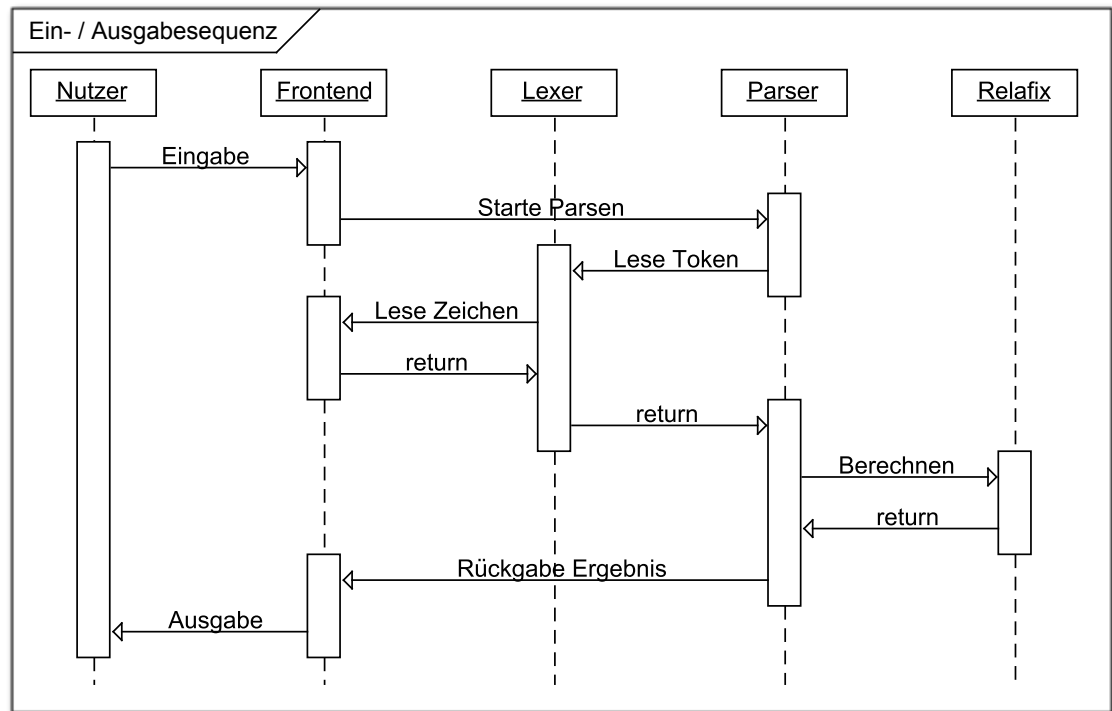 Ein- / Ausgabesequenz
Nutzer
Frontend
Lexer
Parser
Relafix
Eingabe
Starte Parsen
Lese Token
Lese Zeichen
return
return
Berechnen
return
Rückgabe Ergebnis
Ausgabe